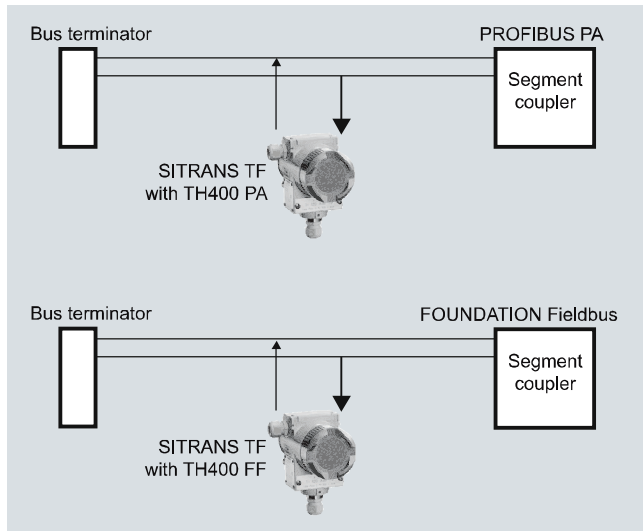 Bus terminator
PROFIBUS PA
Segment
coupler
SITRANS TF
with TH400 PA
Bus terminator
FOUNDATION Fieldbus
Segment
coupler
SITRANS TF
with TH400 FF